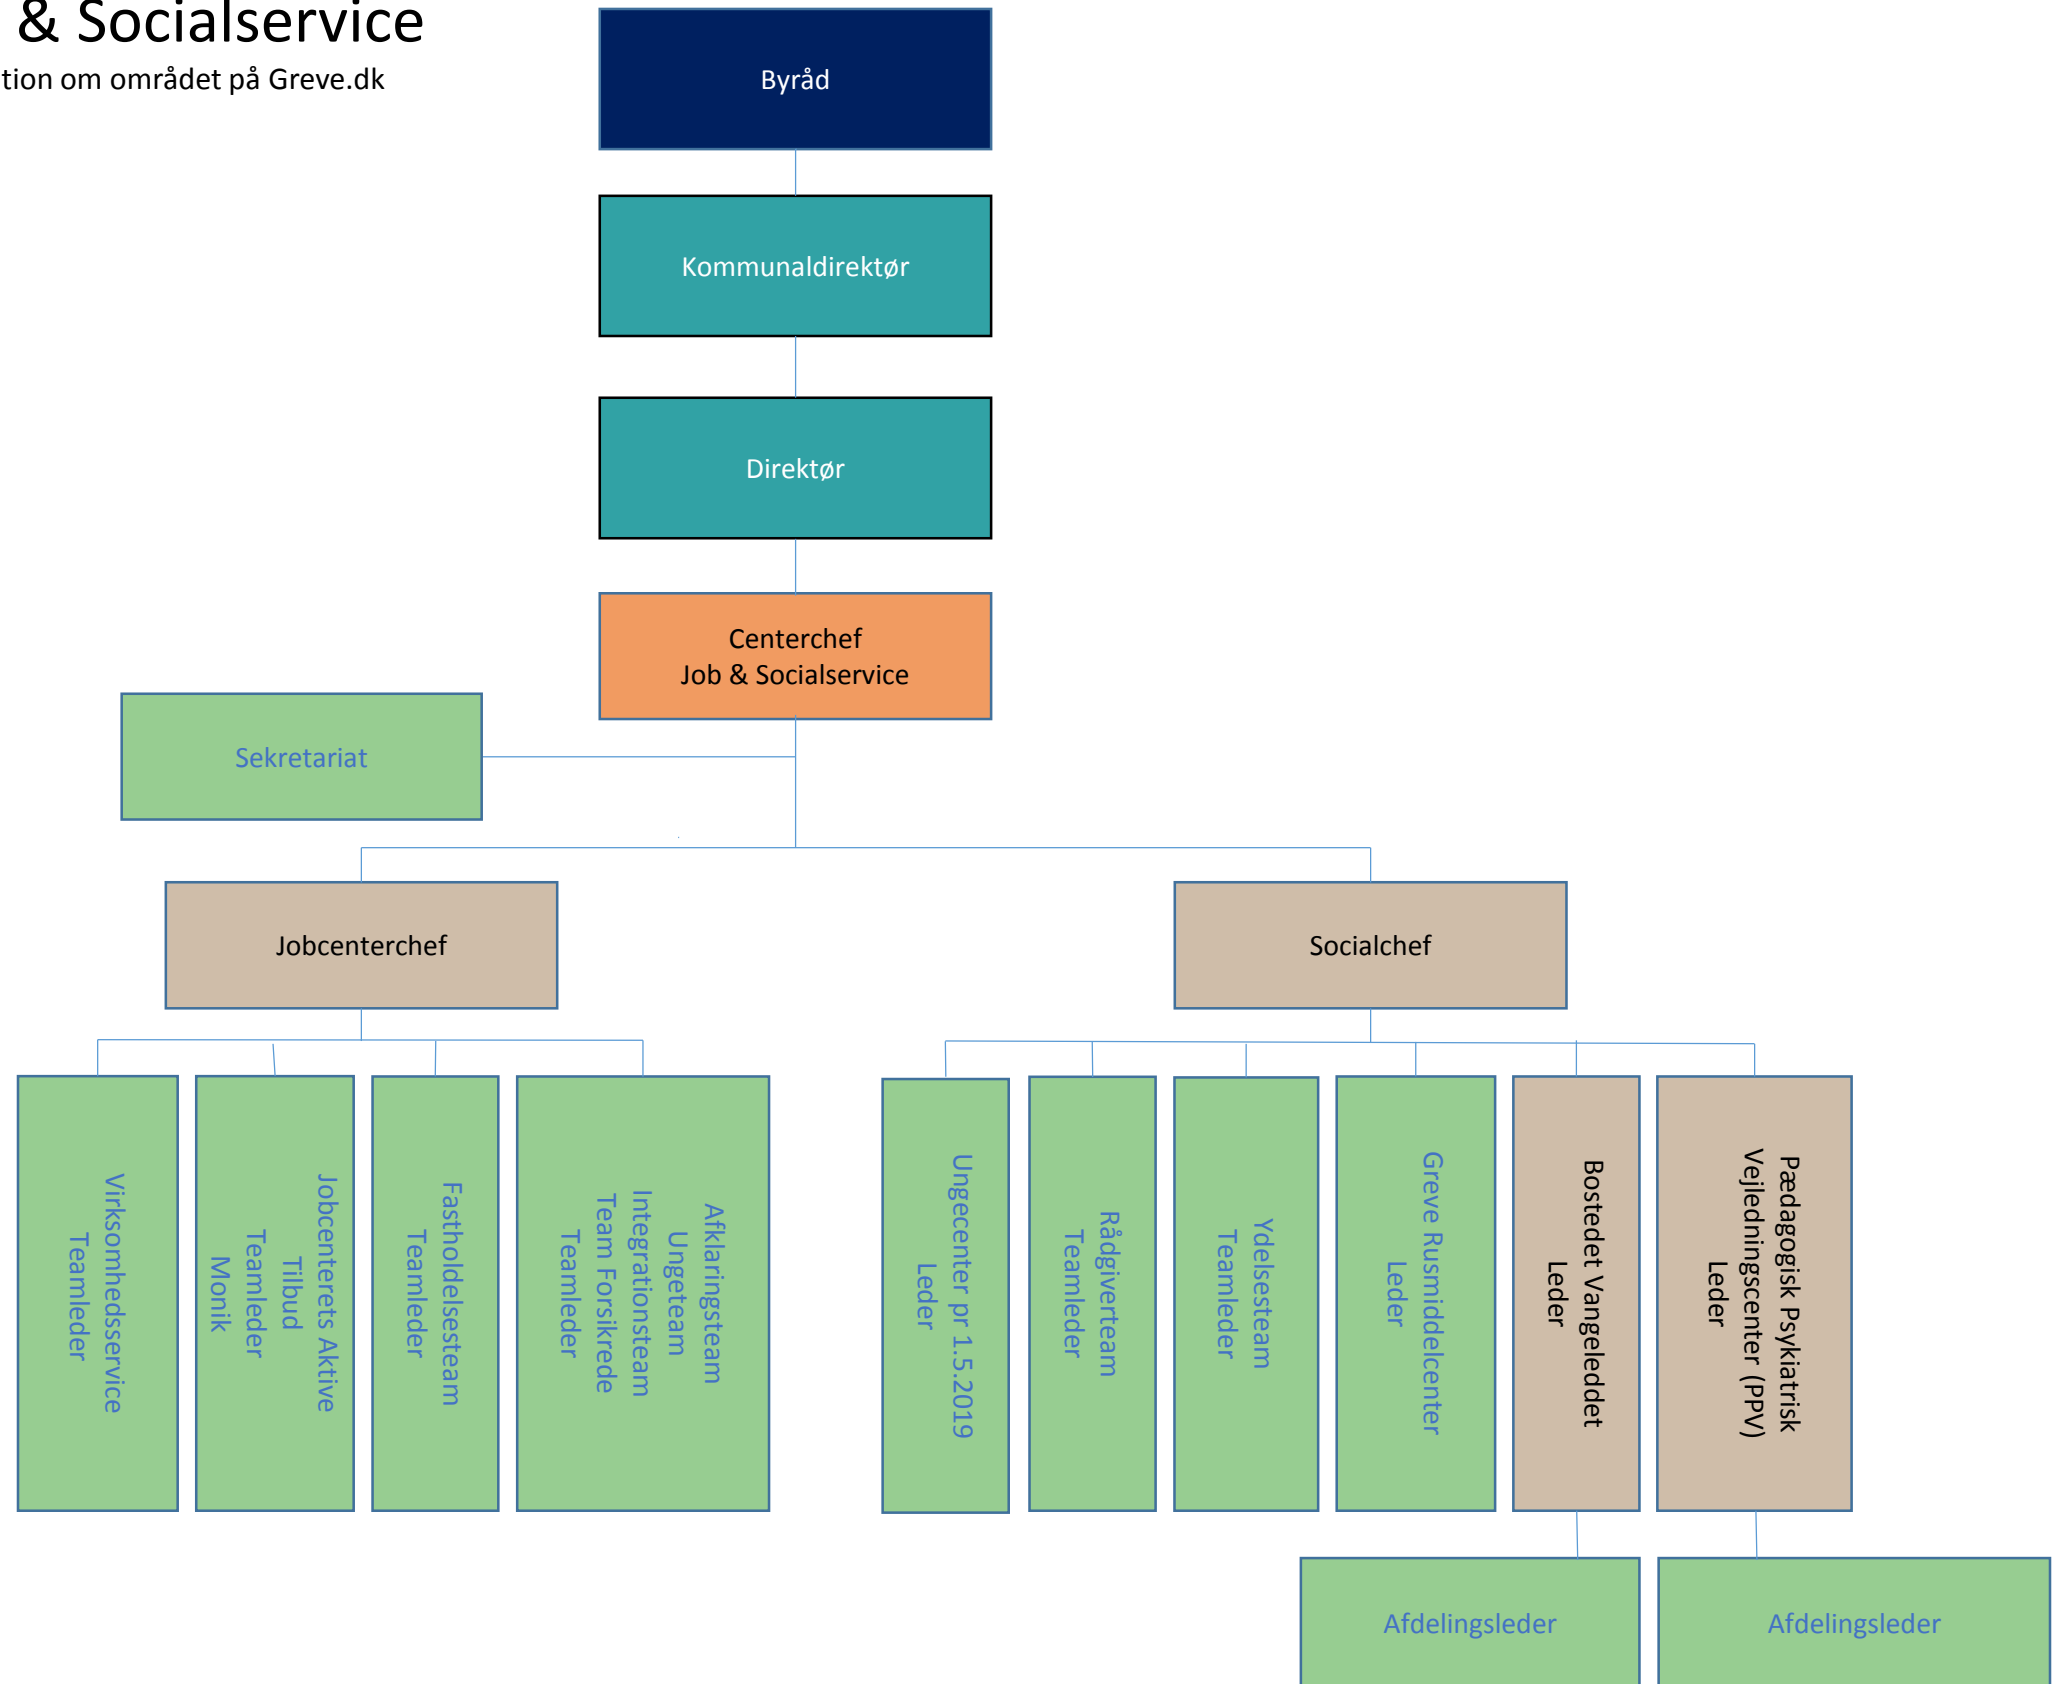 & Socialservice
tion om området på Greve.dk
Byråd
Kommunaldirektør
Direktør
Centerchef
Job & Socialservice
Sekretariat
Jobcenterchef
Socialchef
Virksomhedsservice
Teamleder
Jobcenterets Aktive
Tilbud
Teamleder
Monik
Fastholdelsesteam
Teamleder
Afklaringsteam
Ungeteam
Integrationsteam
Team Forsikrede
Teamleder
Ungecenter pr 1.5.2019
Leder
Rådgiverteam
Teamleder
Ydelsesteam
Teamleder
Greve Rusmiddelcenter
Leder
Bostedet Vangeleddet
Leder
Pædagogisk Psykiatrisk
Vejledningscenter (PPV)
Leder
Afdelingsleder
Afdelingsleder